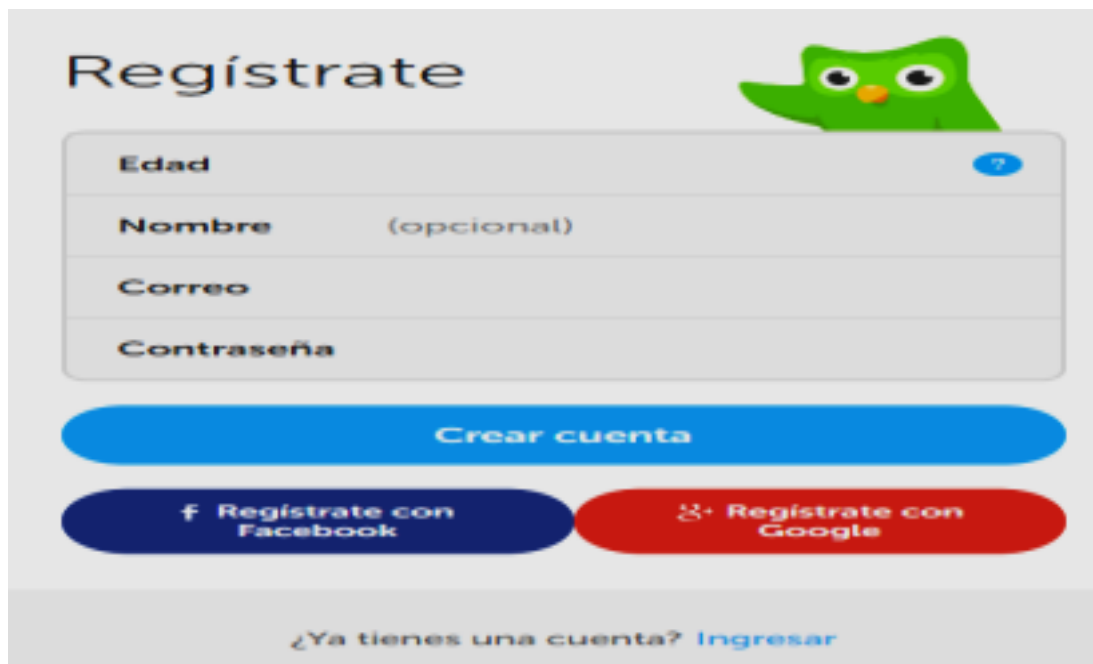 Regístrate
Edad ?
Nombre (opcional)
Correo
Contraseña
Crear cuenta
f Regístrate con
Facebook
g+ Regístrate con
Google
¿Ya tienes una cuenta? Ingresar